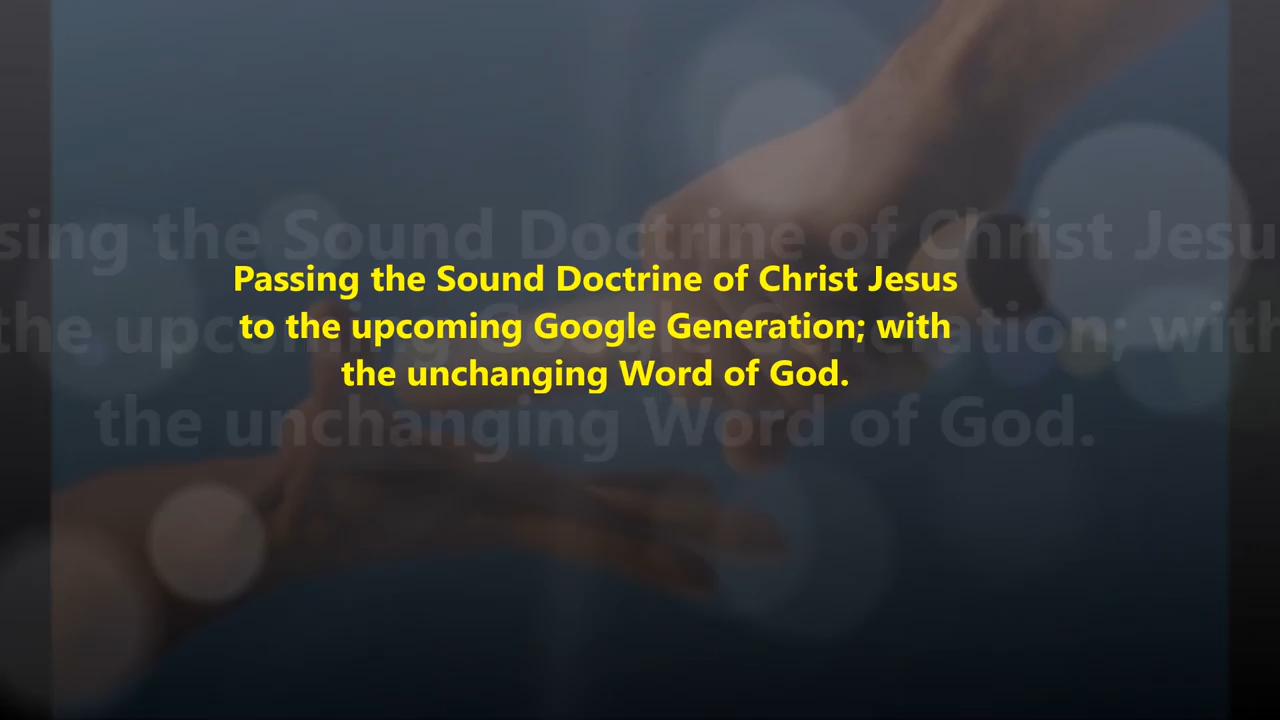 Passing the Sound Doctrine of Christ Jesus
to the upcoming Google Generation; with
the unchanging Word of God.